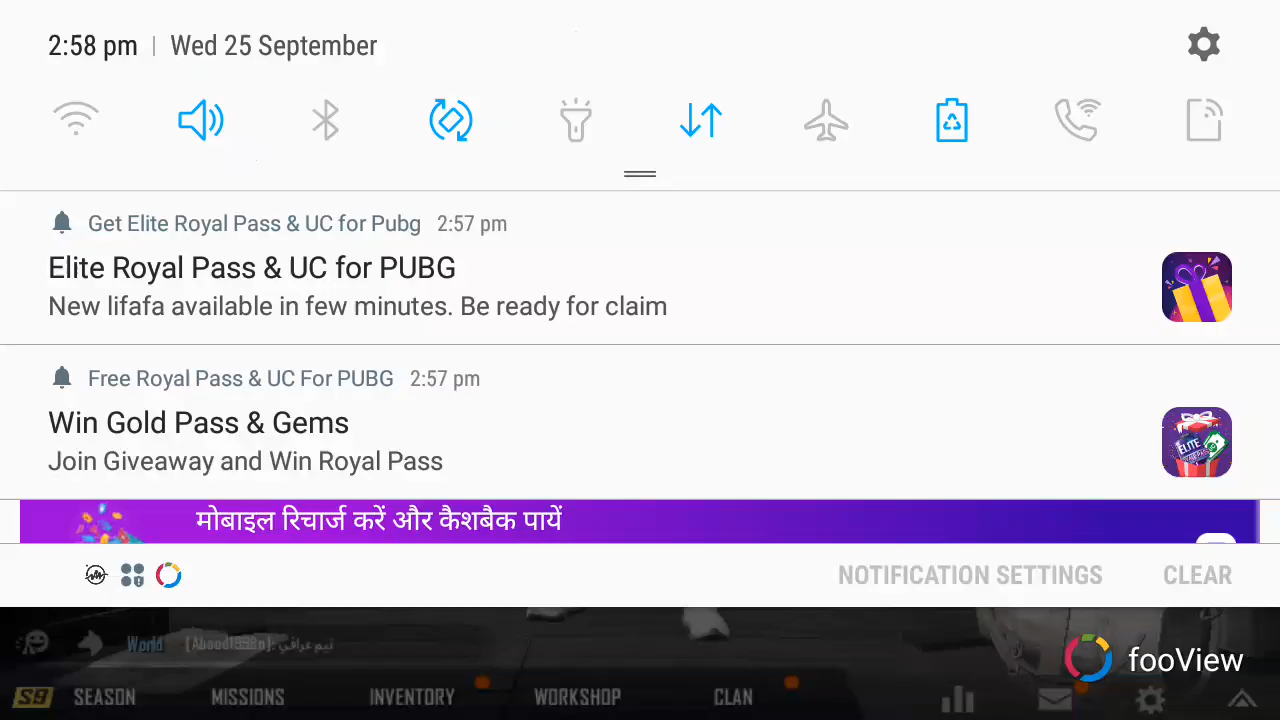 2:58 pm | Wed 25 September
Get Elite Royal Pass & UC for Pubg 2:57 pm
Elite Royal Pass & UC for PUBG
New lifafa available in few minutes. Be ready for claim
Free Royal Pass & UC For PUBG 2:57 pm
Win Gold Pass & Gems
Join Giveaway and Win Royal Pass
ELITE
मोबाइल रिचार्ज करें और कैशबैक पायें
NOTIFICATION SETTINGS CLEAR
World
fooView
S9 SEASON MISSIONS INVENTORY WORKSHOP CLAN